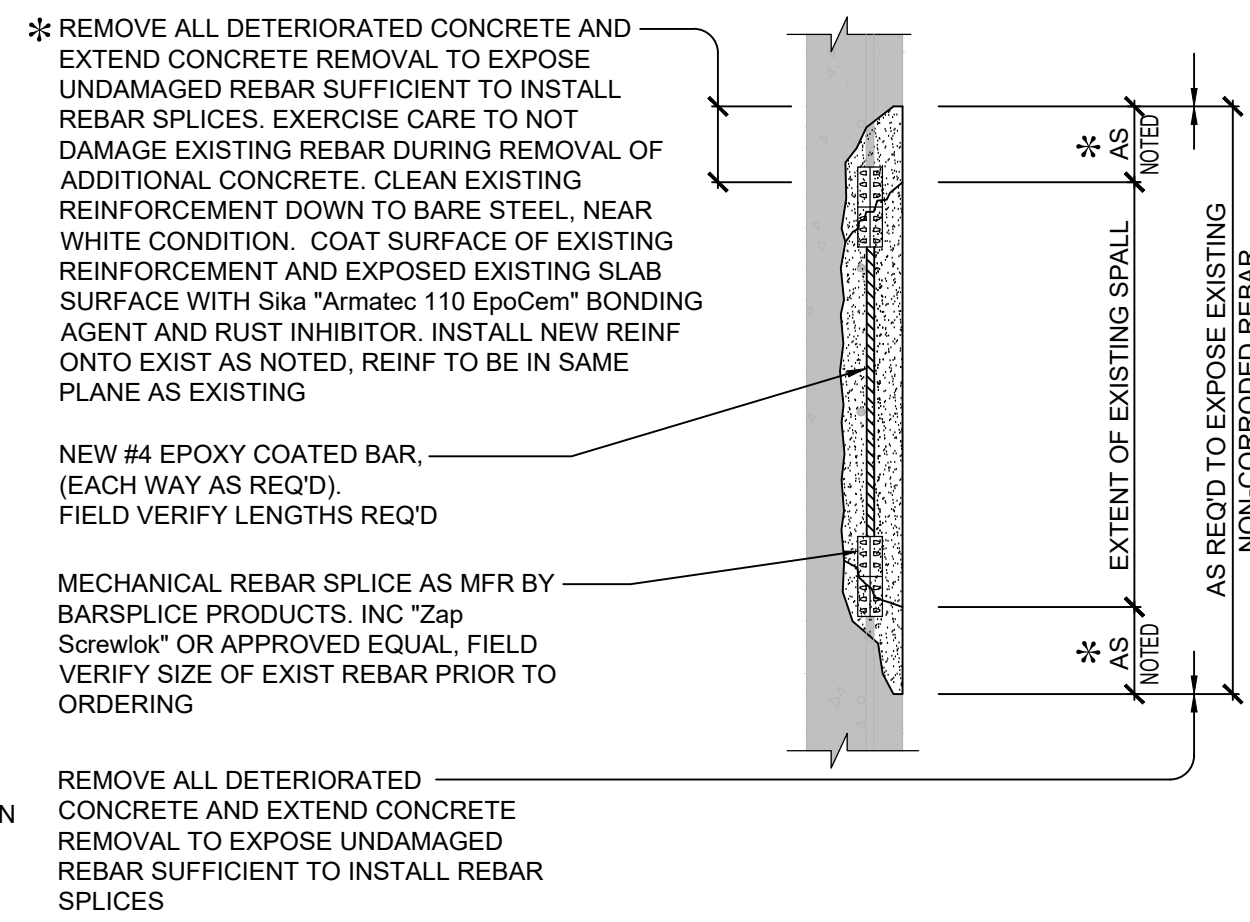 * REMOVE ALL DETERIORATED CONCRETE AND
EXTEND CONCRETE REMOVAL TO EXPOSE
UNDAMAGED REBAR SUFFICIENT TO INSTALL
REBAR SPLICES. EXERCISE CARE TO NOT
DAMAGE EXISTING REBAR DURING REMOVAL OF
ADDITIONAL CONCRETE. CLEAN EXISTING
REINFORCEMENT DOWN TO BARE STEEL, NEAR
WHITE CONDITION.  COAT SURFACE OF EXISTING
REINFORCEMENT AND EXPOSED EXISTING SLAB
SURFACE WITH Sika "Armatec 110 EpoCem" BONDING
AGENT AND RUST INHIBITOR. INSTALL NEW REINF
ONTO EXIST AS NOTED, REINF TO BE IN SAME
PLANE AS EXISTING
NEW #4 EPOXY COATED BAR,
(EACH WAY AS REQ'D).
FIELD VERIFY LENGTHS REQ'D
MECHANICAL REBAR SPLICE AS MFR BY
BARSPLICE PRODUCTS. INC "Zap
Screwlok" OR APPROVED EQUAL, FIELD
VERIFY SIZE OF EXIST REBAR PRIOR TO
ORDERING
REMOVE ALL DETERIORATED
CONCRETE AND EXTEND CONCRETE
REMOVAL TO EXPOSE UNDAMAGED
REBAR SUFFICIENT TO INSTALL REBAR
SPLICES
N
* AS
NOTED
EXTENT OF EXISTING SPALL
* AS
NOTED
AS REQ'D TO EXPOSE EXISTING
NON-CORRODED REBAR